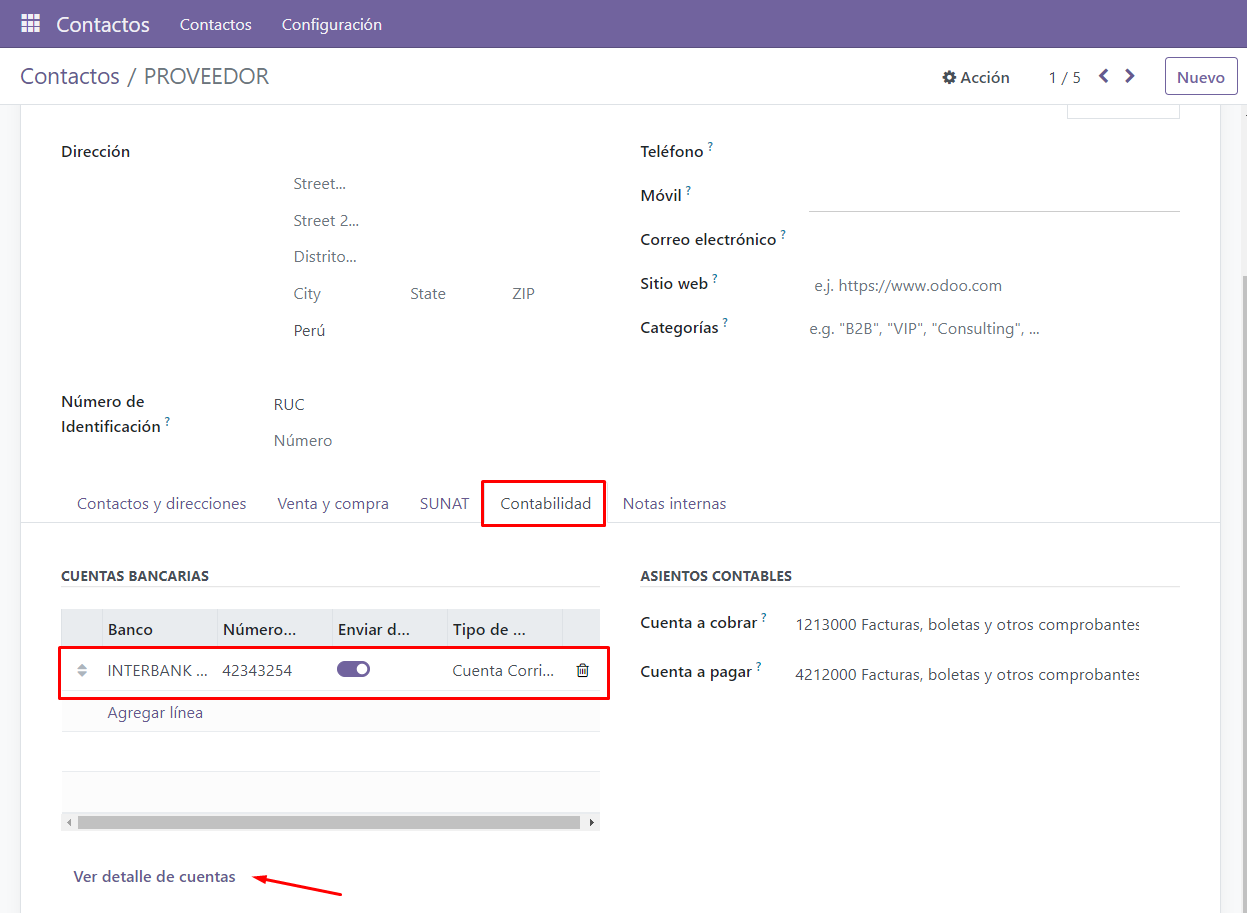 Contactos Contactos Configuración
Contactos / PROVEEDOR Acción 1 / 5 Nuevo
Dirección
Street...
Street 2...
Distrito...
City State ZIP
Perú
Teléfono ?
Móvil ?
Correo electrónico ?
Sitio web ? e.j. https://www.odoo.com
Categorías ? e.g. "B2B", "VIP", "Consulting", ...
Número de
Identificación ?
RUC
Número
Contactos y direcciones Venta y compra SUNAT Contabilidad Notas internas
CUENTAS BANCARIAS
Banco Número... Enviar d... Tipo de ...
INTERBANK ... 42343254 Cuenta Corri...
Agregar línea
Ver detalle de cuentas
ASIENTOS CONTABLES
Cuenta a cobrar ? 1213000 Facturas, boletas y otros comprobantes
Cuenta a pagar ? 4212000 Facturas, boletas y otros comprobantes